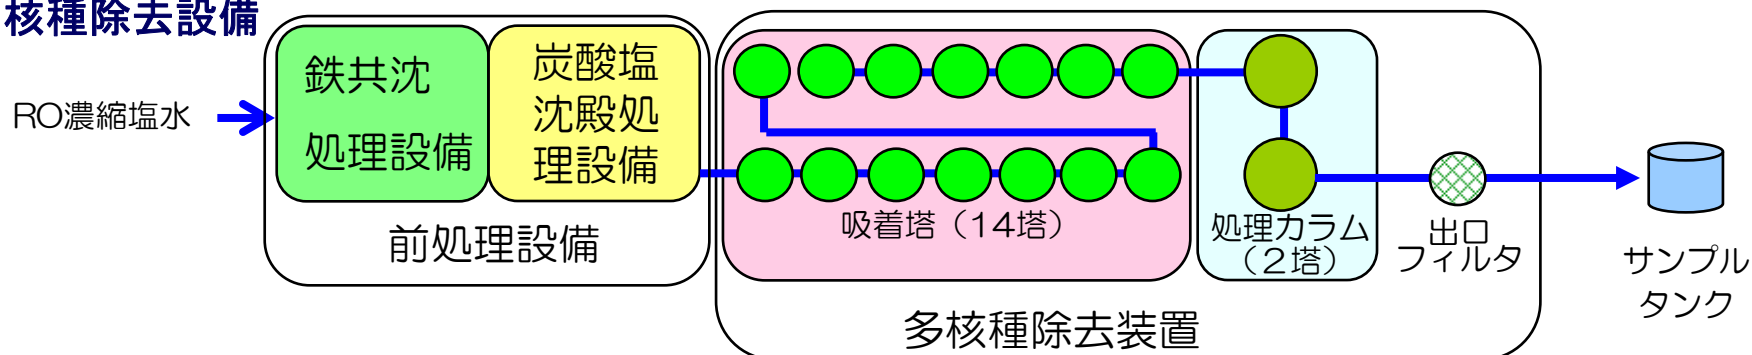 核種除去設備
RO濃縮塩水
鉄共沈
処理設備
炭酸塩
沈殿処
理設備
前処理設備
吸着塔（14塔）
処理カラム
（2塔）
出口
フィルタ
サンプル
タンク
多核種除去装置